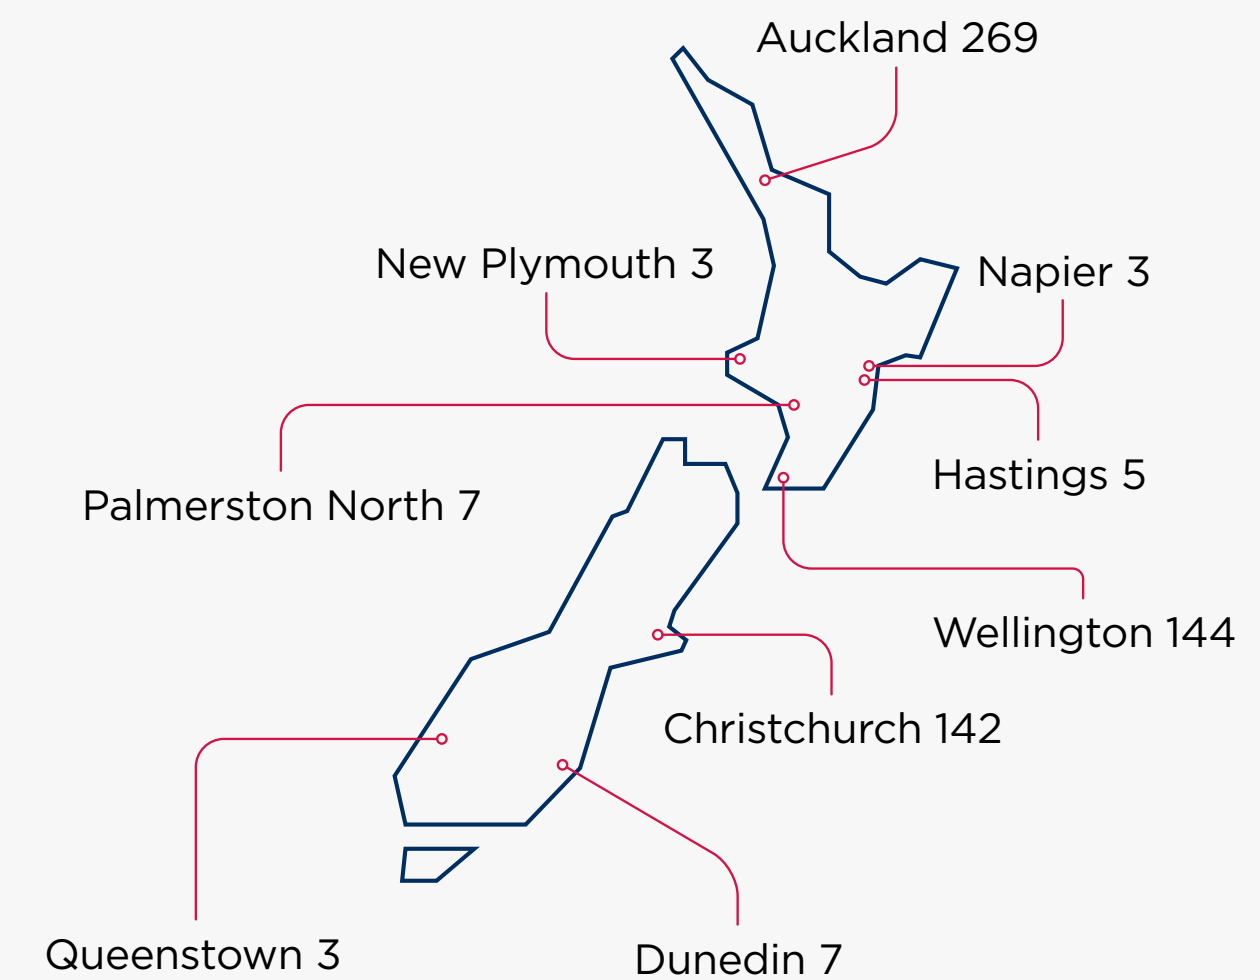 Auckland 269
New Plymouth 3
Napier 3
Hastings 5
Palmerston North 7
Wellington 144
Christchurch 142
Queenstown 3
Dunedin 7